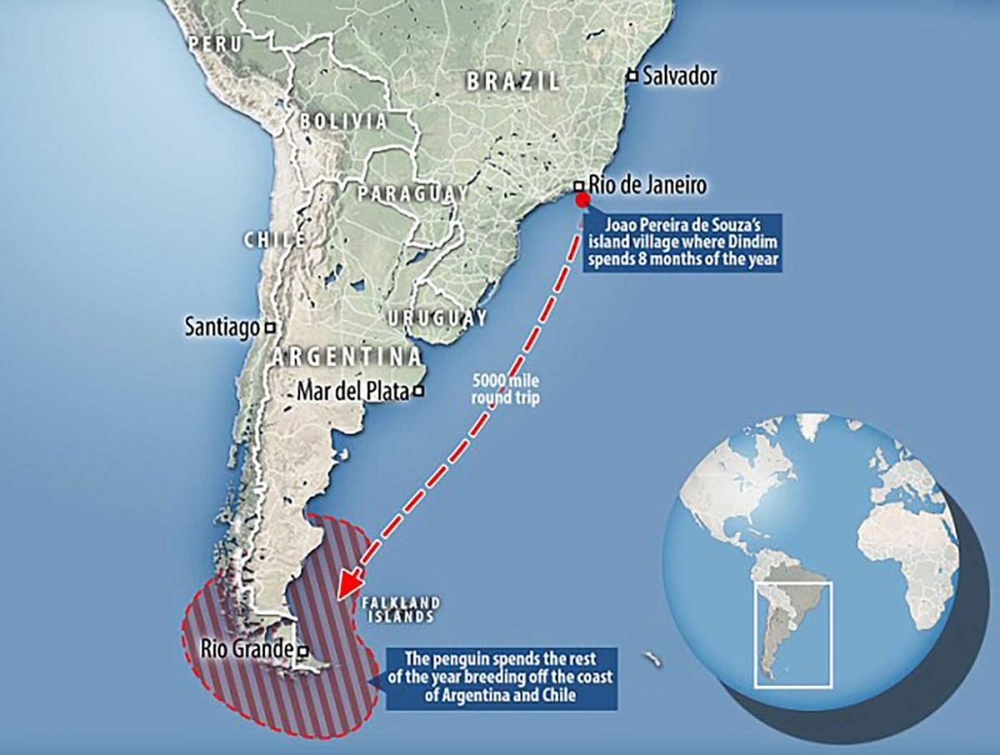 PERU
BRAZIL
Salvador
BOLIVIA
Rio de Janeiro
PARAGUAY
Joao Pereira de Souza's
island village where Dindim
spends 8 months of the year
CHILE
URUGUAY
Santiago
ARGENTINA
Mar del Plata
5000 mile
round trip
FALKLAND
ISLANDS
Rio Grande
The penguin spends the rest
of the year breeding off the coast
of Argentina and Chile